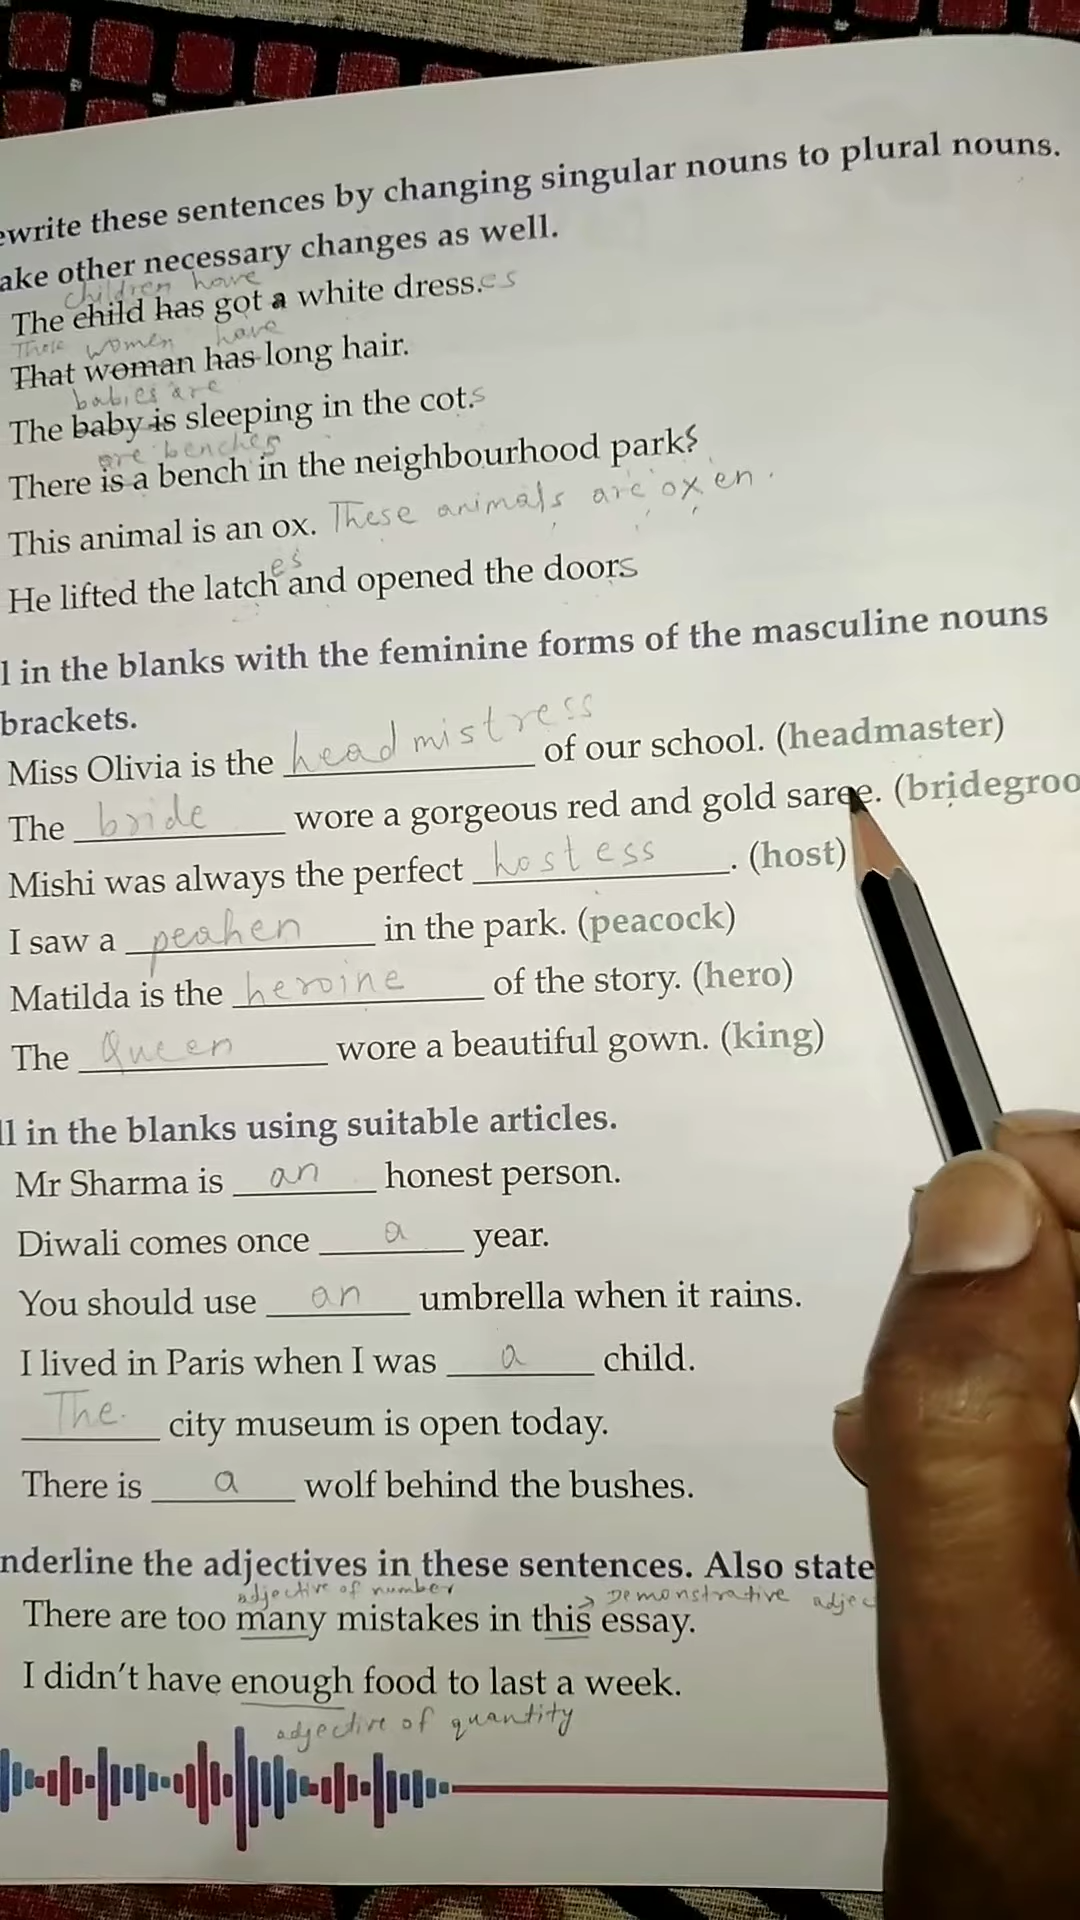 ewrite these sentences by changing singular nouns to plural nouns.
ake other necessary changes as well.
children have
The child has got a white dress.es
Those women have
That woman has long hair.
babies are
The baby is sleeping in the cot.s
are benches
There is a bench in the neighbourhood parks
This animal is an ox. These animals are oxen.
es
He lifted the latch and opened the doors
l in the blanks with the feminine forms of the masculine nouns
brackets.
Miss Olivia is the headmistress of our school. (headmaster)
The bride wore a gorgeous red and gold saree. (bridegroo
Mishi was always the perfect hostess. (host)
I saw a peahen in the park. (peacock)
Matilda is the heroine of the story. (hero)
The Queen wore a beautiful gown. (king)
ll in the blanks using suitable articles.
Mr Sharma is an honest person.
Diwali comes once a year.
You should use an umbrella when it rains.
I lived in Paris when I was a child.
The city museum is open today.
There is a wolf behind the bushes.
nderline the adjectives in these sentences. Also state
adjective of number Demonstrative adjec
There are too many mistakes in this essay.
I didn't have enough food to last a week.
adjective of quantity